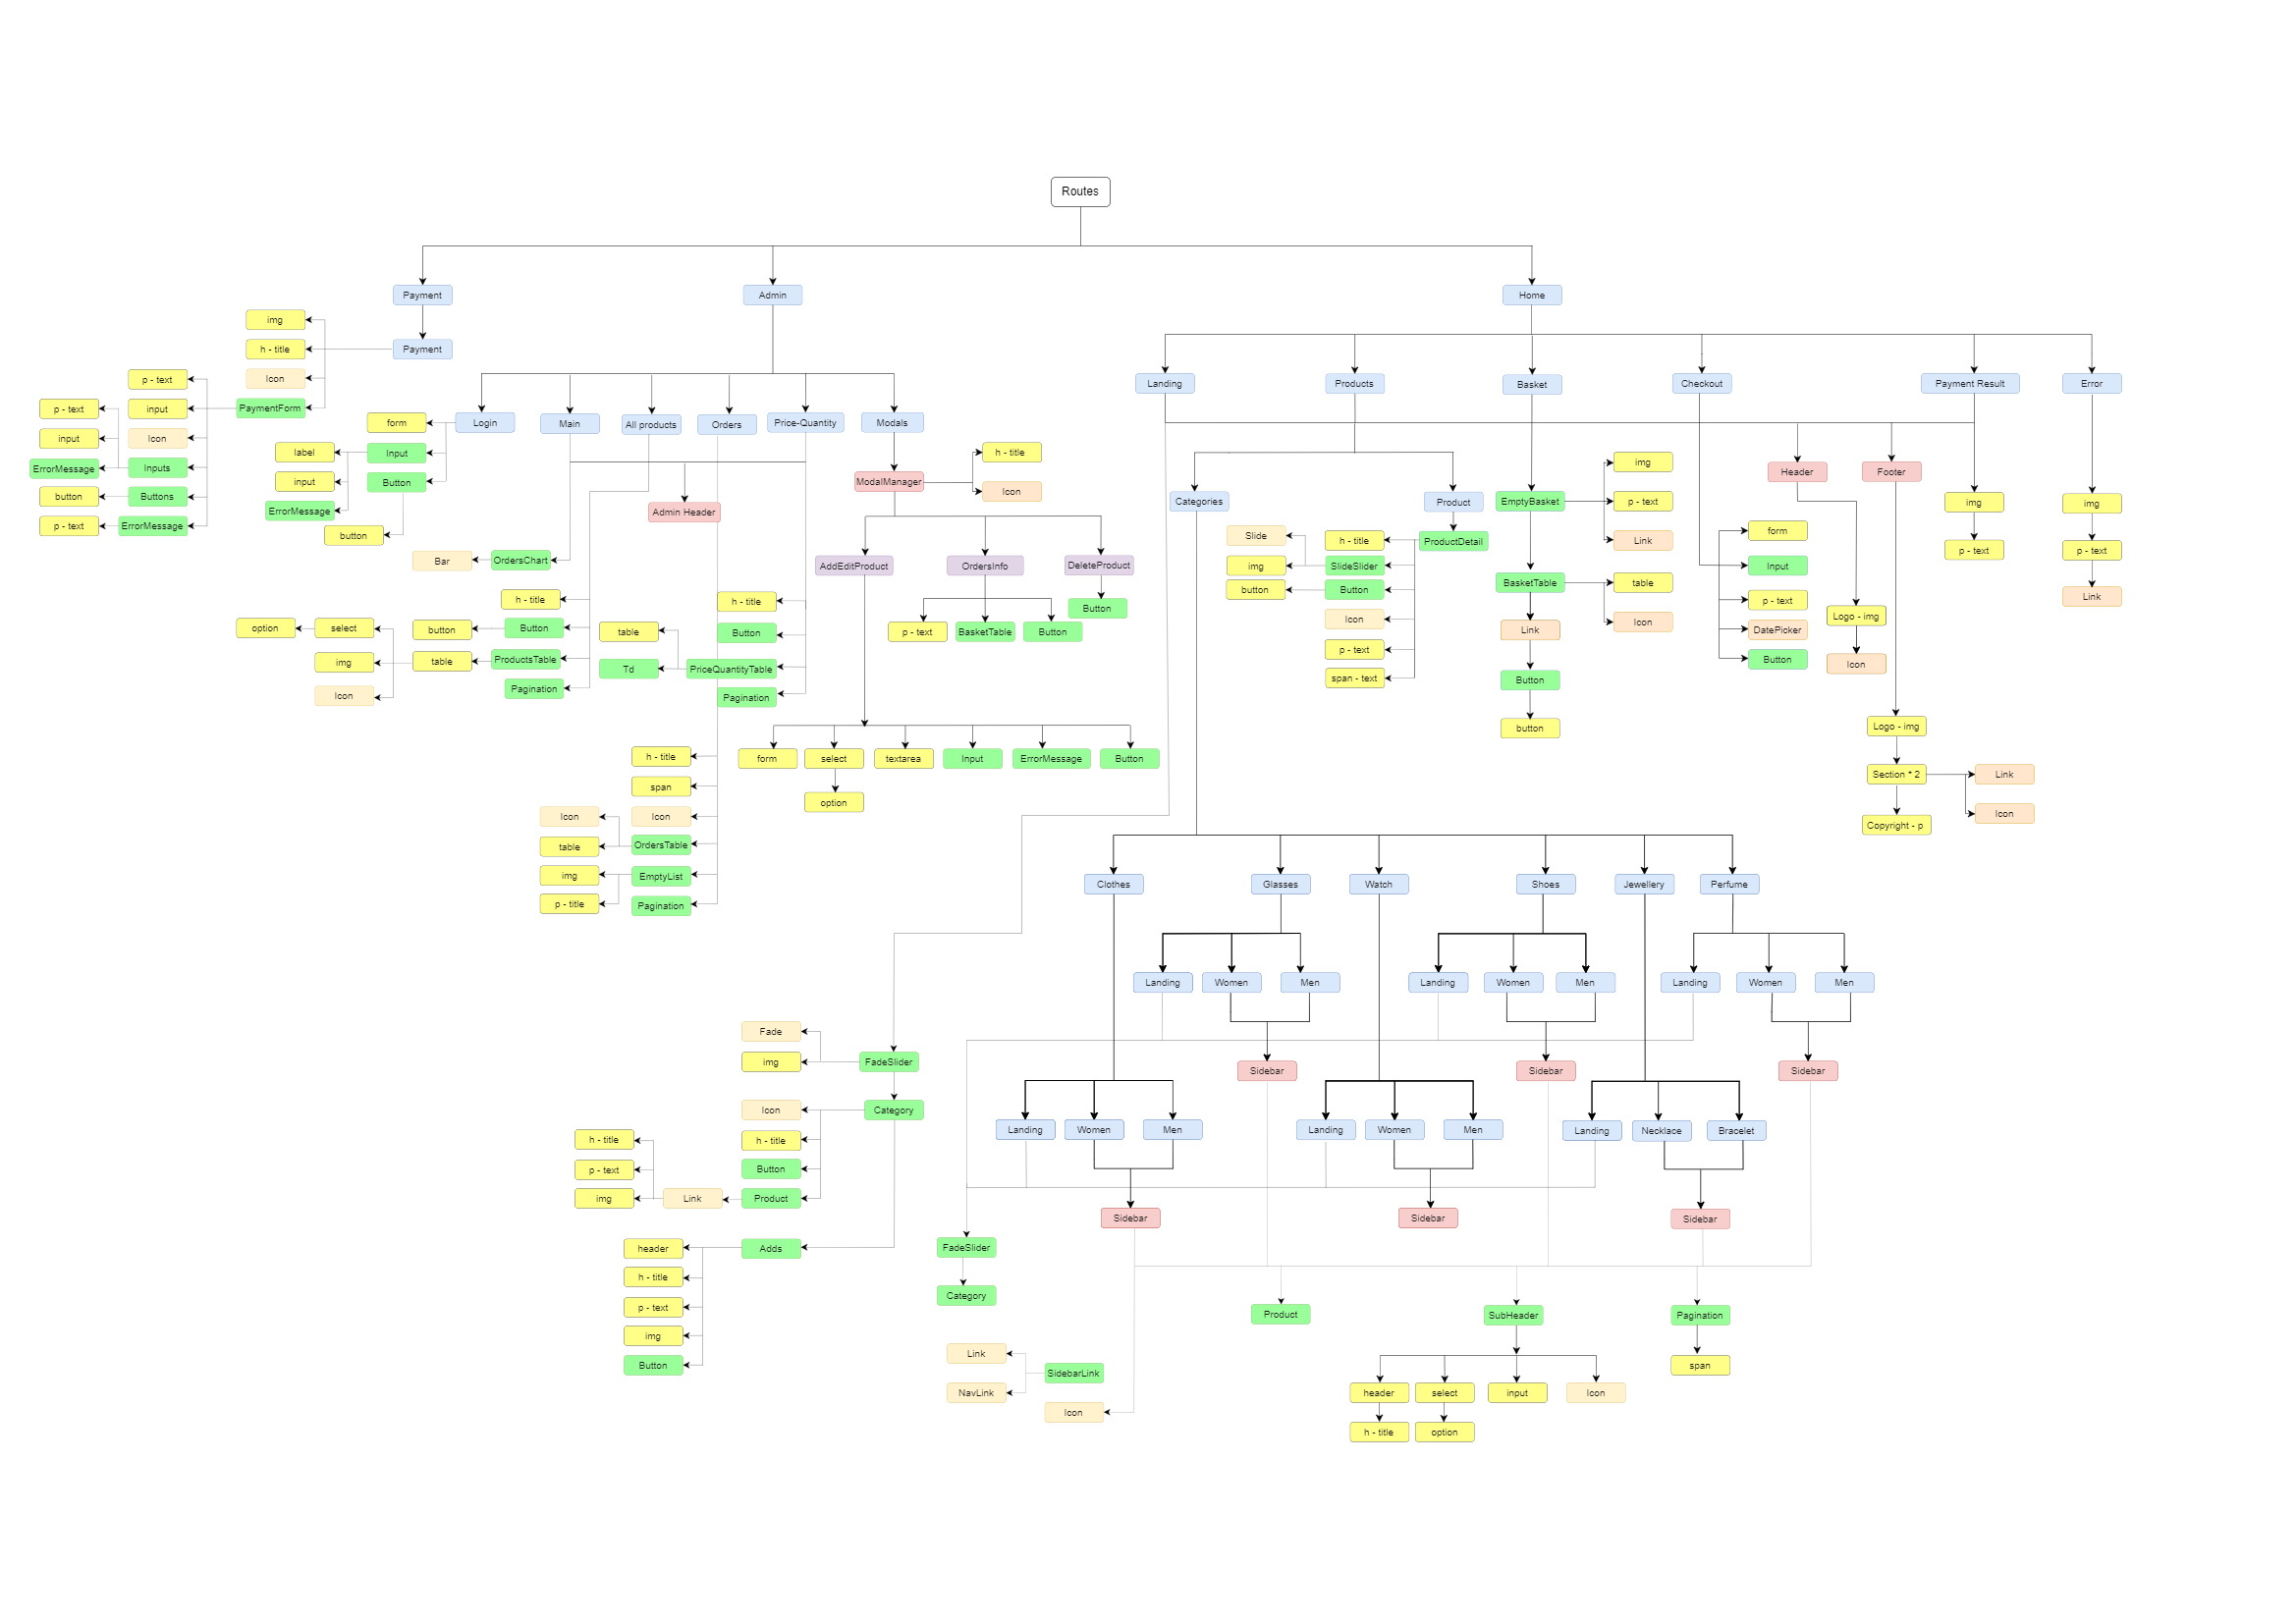 Routes
Payment
Admin
Home
img
h - title
Payment
Icon
PaymentForm
p - text
input
Icon
Inputs
Buttons
ErrorMessage
p - text
input
ErrorMessage
button
p - text
Login
Main
All products
Orders
Price-Quantity
Modals
form
Input
Button
label
input
ErrorMessage
button
Admin Header
Bar
OrdersChart
h - title
Button
ProductsTable
Pagination
button
table
option
select
img
Icon
h - title
Button
PriceQuantityTable
Pagination
table
Td
h - title
span
Icon
OrdersTable
EmptyList
Pagination
Icon
table
img
p - title
ModalManager
h - title
Icon
AddEditProduct
OrdersInfo
DeleteProduct
Button
p - text
BasketTable
Button
form
select
textarea
Input
ErrorMessage
Button
option
Landing
Products
Basket
Checkout
Payment Result
Error
Categories
Product
ProductDetail
h - title
SlideSlider
Button
Icon
p - text
span - text
Slide
img
button
EmptyBasket
img
p - text
Link
BasketTable
table
Icon
Link
Button
button
form
Input
p - text
DatePicker
Button
Header
Footer
Logo - img
Icon
Logo - img
Section * 2
Link
Icon
Copyright - p
img
p - text
img
p - text
Link
Clothes
Glasses
Watch
Shoes
Jewellery
Perfume
Landing
Women
Men
Landing
Women
Men
Landing
Women
Men
Sidebar
Sidebar
Sidebar
Landing
Women
Men
Landing
Women
Men
Landing
Necklace
Bracelet
Sidebar
Sidebar
Sidebar
Fade
img
FadeSlider
Icon
Category
h - title
Button
Product
Link
h - title
p - text
img
Adds
header
h - title
p - text
img
Button
FadeSlider
Category
Product
SubHeader
Pagination
Link
NavLink
SidebarLink
Icon
span
header
select
input
Icon
h - title
option